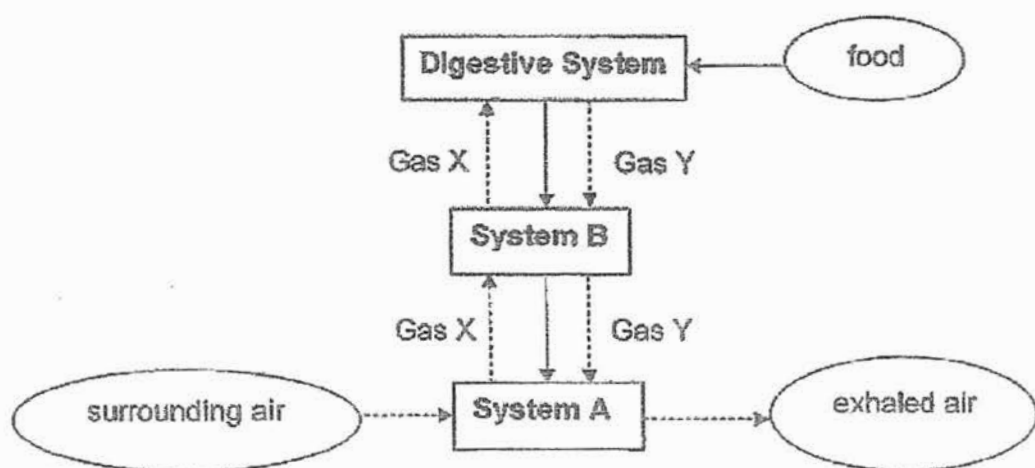 Digestive System
food
Gas X
Gas Y
System B
Gas X
Gas Y
surrounding air
System A
exhaled air